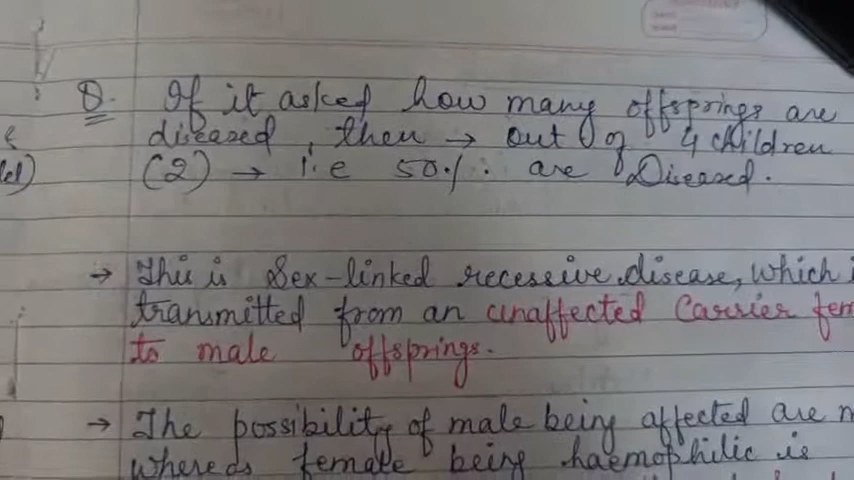 Q. If it asked how many offsprings are
diseased, then → out of 4 children
(2) → i.e 50% are Diseased.
→ This is Sex-linked recessive disease, which
transmitted from an unaffected Carrier
to male offsprings.
→ The possibility of male being affected are
whereas female being haemophilic is